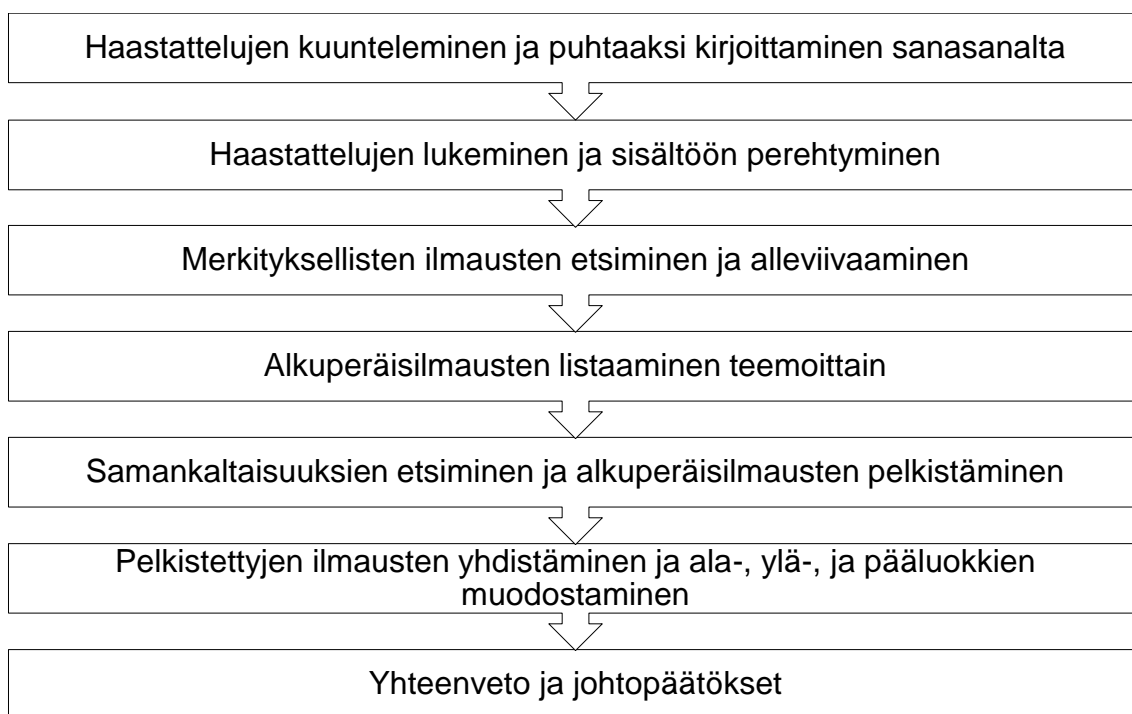 Haastattelujen kuunteleminen ja puhtaaksi kirjoittaminen sanasanalta
Haastattelujen lukeminen ja sisältöön perehtyminen
Merkityksellisten ilmausten etsiminen ja alleviivaaminen
Alkuperäisilmausten listaaminen teemoittain
Samankaltaisuuksien etsiminen ja alkuperäisilmausten pelkistäminen
Pelkistettyjen ilmausten yhdistäminen ja ala-, ylä-, ja pääluokkien
muodostaminen
Yhteenveto ja johtopäätökset